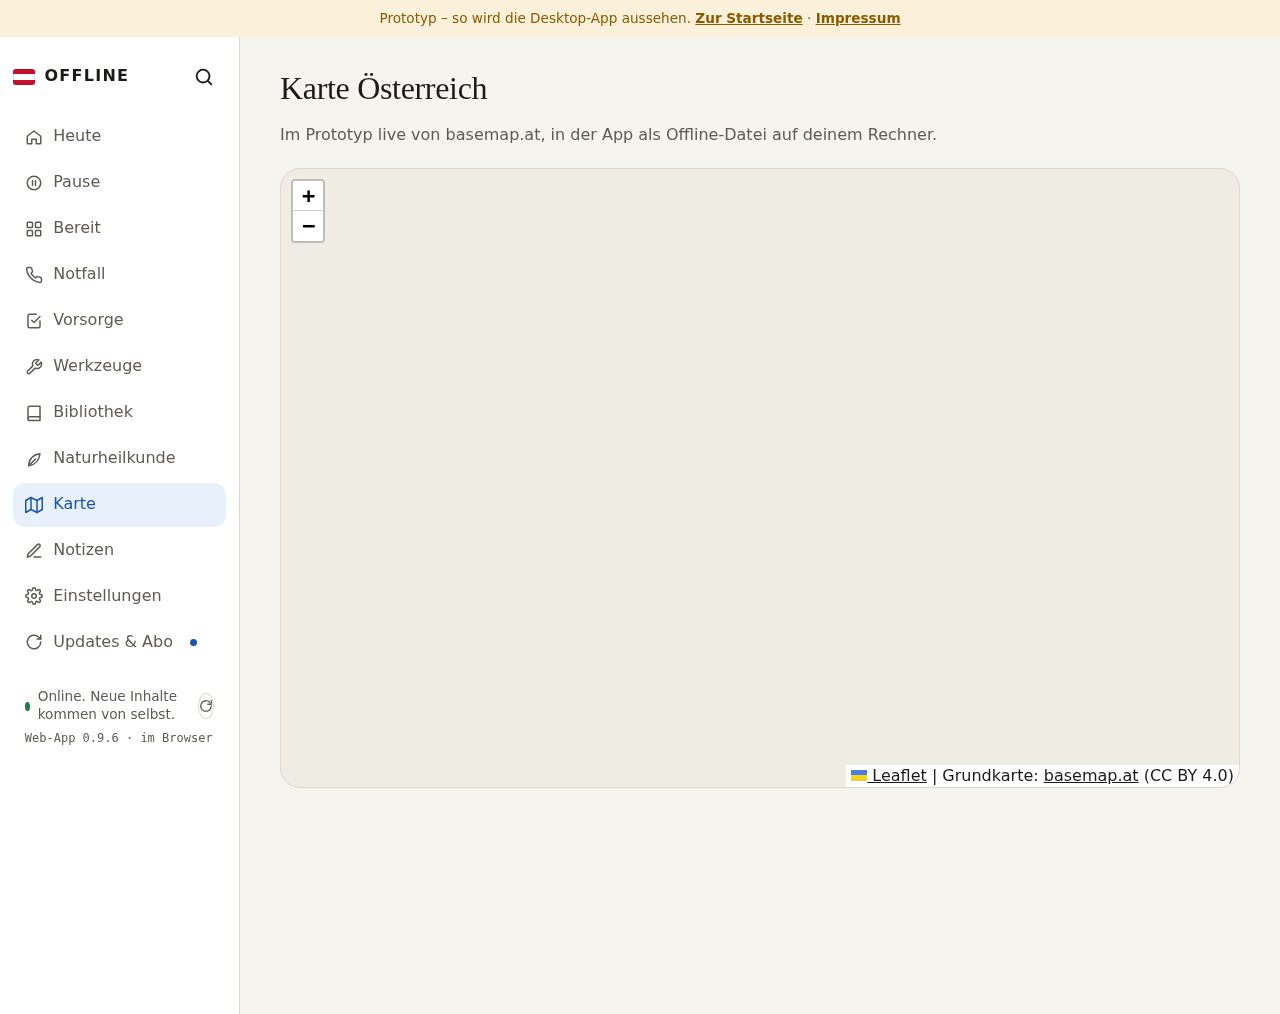 Prototyp – so wird die Desktop-App aussehen. Zur Startseite · Impressum
OFFLINE
Heute
Pause
Bereit
Notfall
Vorsorge
Werkzeuge
Bibliothek
Naturheilkunde
Karte
Notizen
Einstellungen
Updates & Abo
Online. Neue Inhalte
kommen von selbst.
Web-App 0.9.6 · im Browser
Karte Österreich
Im Prototyp live von basemap.at, in der App als Offline-Datei auf deinem Rechner.
+
−
Leaflet | Grundkarte: basemap.at (CC BY 4.0)